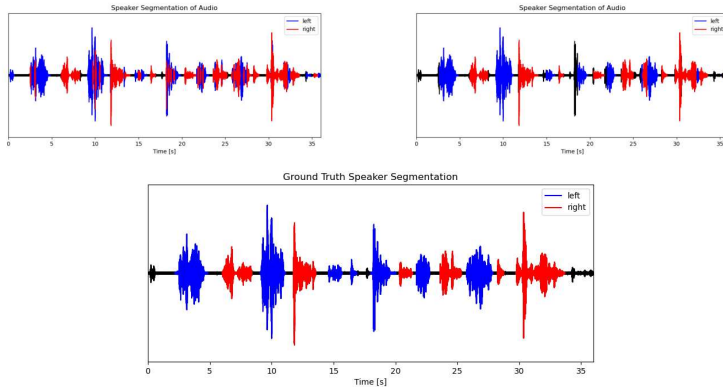 Speaker Segmentation of Audio
left
right
0 5 10 15 20 25 30 35
Time [s]
Speaker Segmentation of Audio
left
right
0 5 10 15 20 25 30 35
Time [s]
Ground Truth Speaker Segmentation
left
right
0 5 10 15 20 25 30 35
Time [s]